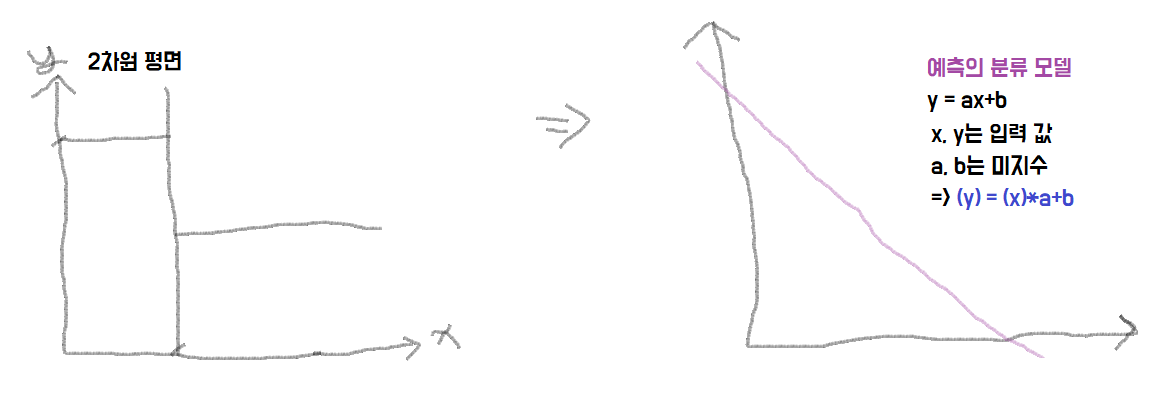 y
2차원 평면
x
예측의 분류 모델
y = ax+b
x, y는 입력 값
a, b는 미지수
=> (y) = (x)*a+b